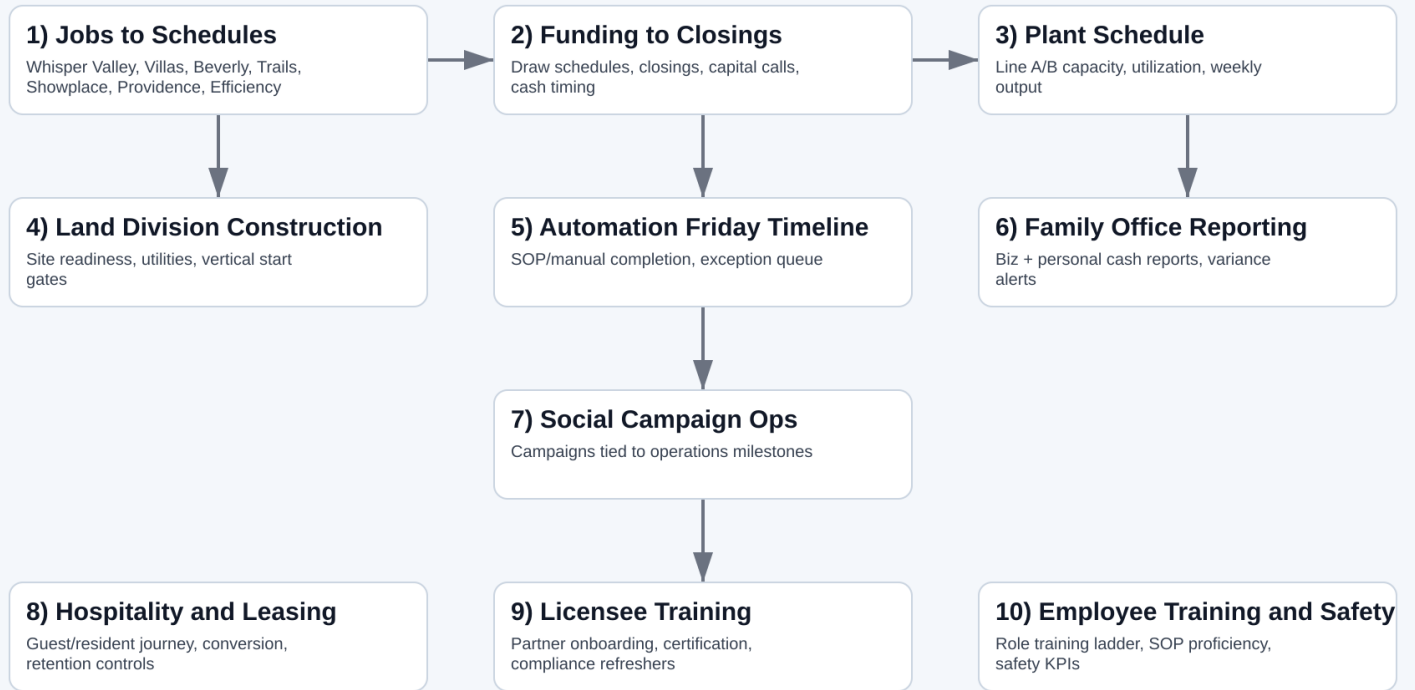 1) Jobs to Schedules
Whisper Valley, Villas, Beverly, Trails,
Showplace, Providence, Efficiency
2) Funding to Closings
Draw schedules, closings, capital calls,
cash timing
3) Plant Schedule
Line A/B capacity, utilization, weekly
output
4) Land Division Construction
Site readiness, utilities, vertical start
gates
5) Automation Friday Timeline
SOP/manual completion, exception queue
6) Family Office Reporting
Biz + personal cash reports, variance
alerts
7) Social Campaign Ops
Campaigns tied to operations milestones
8) Hospitality and Leasing
Guest/resident journey, conversion,
retention controls
9) Licensee Training
Partner onboarding, certification,
compliance refreshers
10) Employee Training and Safety
Role training ladder, SOP proficiency,
safety KPIs